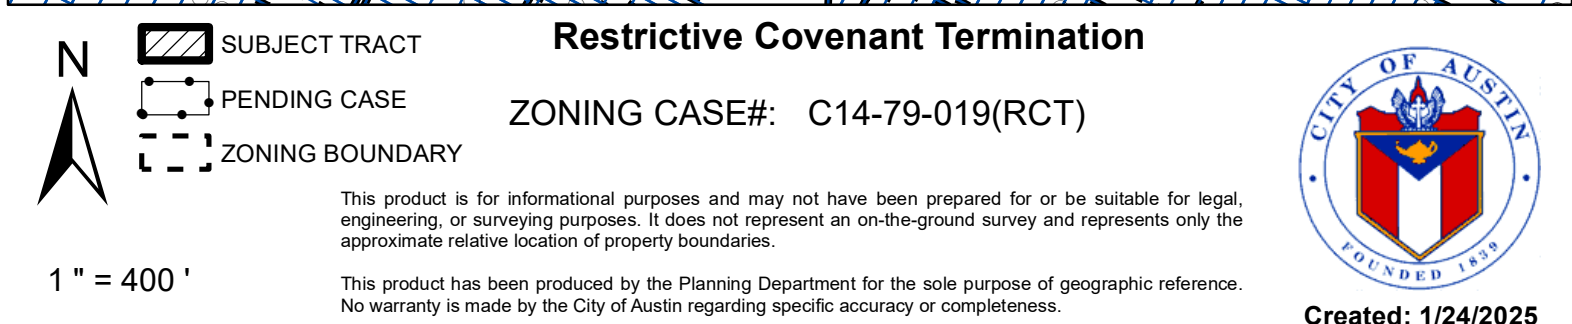 Restrictive Covenant Termination
ZONING CASE#: C14-79-019(RCT)
N
SUBJECT TRACT
PENDING CASE
ZONING BOUNDARY
This product is for informational purposes and may not have been prepared for or be suitable for legal,
engineering, or surveying purposes. It does not represent an on-the-ground survey and represents only the
approximate relative location of property boundaries.
1 " = 400 '
This product has been produced by the Planning Department for the sole purpose of geographic reference.
No warranty is made by the City of Austin regarding specific accuracy or completeness.
CITY OF AUSTIN
FOUNDED 1839
Created: 1/24/2025